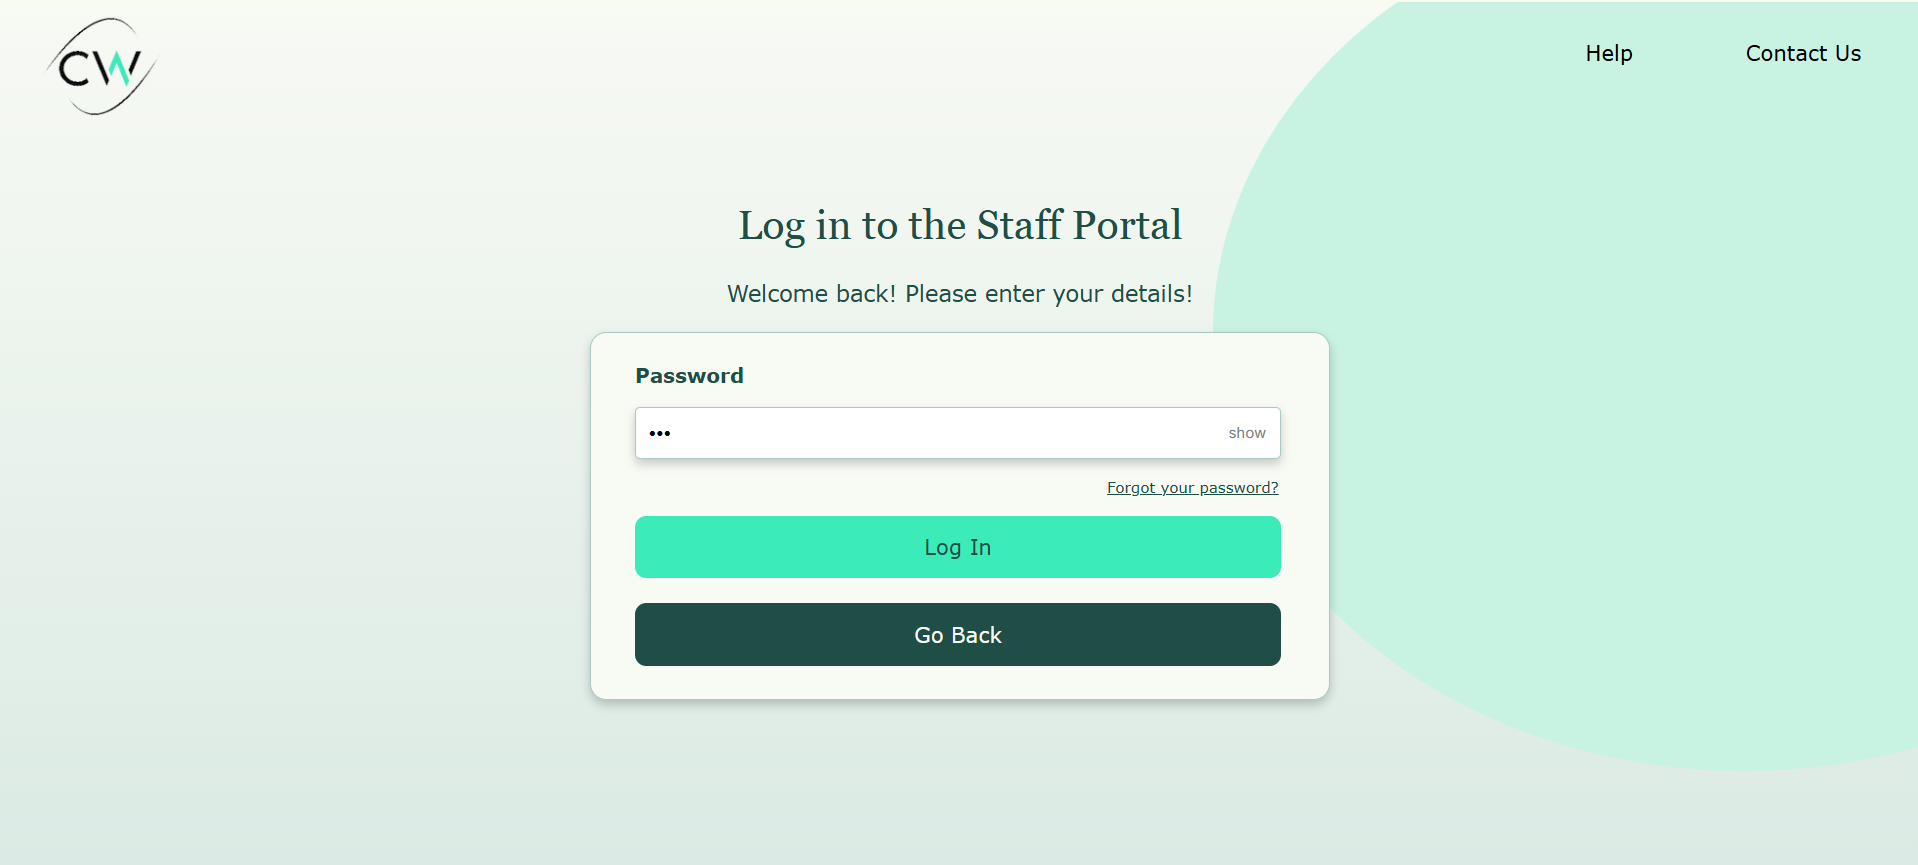 CW
Help
Contact Us
Log in to the Staff Portal
Welcome back! Please enter your details!
Password
•••
show
Forgot your password?
Log In
Go Back